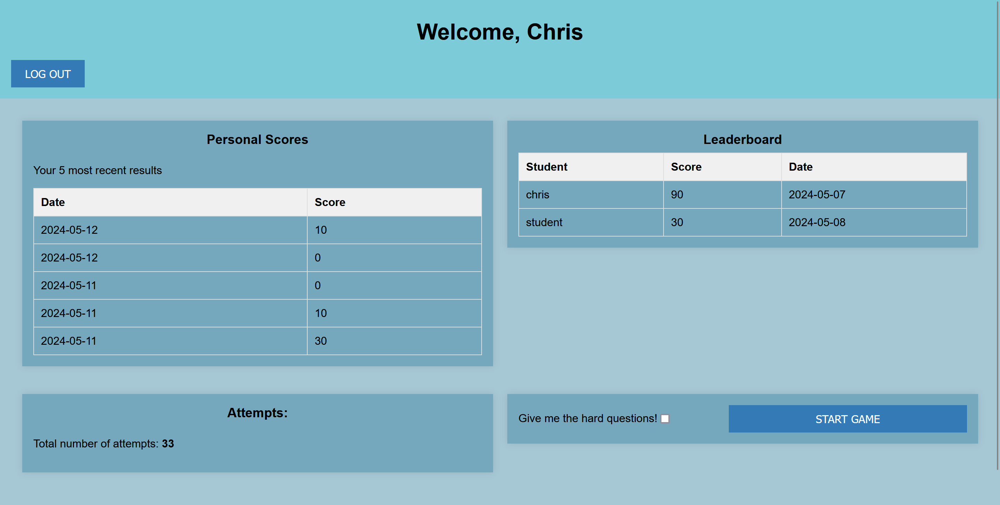 Welcome, Chris
LOG OUT
Personal Scores
Your 5 most recent results
Date Score
2024-05-12 10
2024-05-12 0
2024-05-11 0
2024-05-11 10
2024-05-11 30
Leaderboard
Student Score Date
chris 90 2024-05-07
student 30 2024-05-08
Attempts:
Total number of attempts: 33
Give me the hard questions!
START GAME